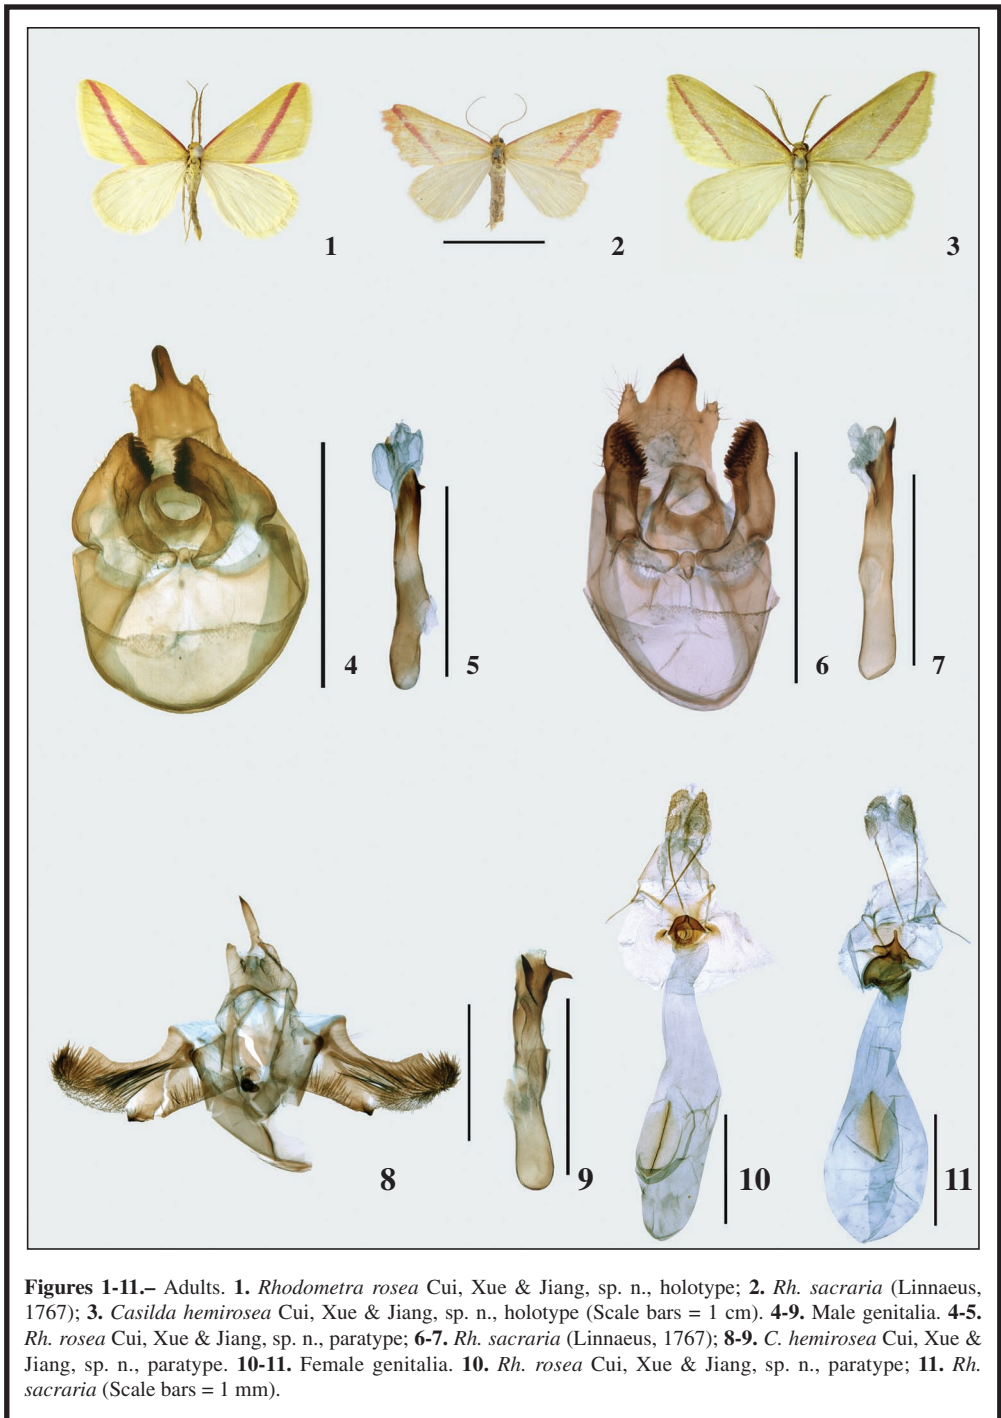 1
2
3
4
5
6
7
8
9
10
11
Figures 1-11.– Adults. 1. Rhodometra rosea Cui, Xue & Jiang, sp. n., holotype; 2. Rh. sacraria (Linnaeus,
1767); 3. Casilda hemirosea Cui, Xue & Jiang, sp. n., holotype (Scale bars = 1 cm). 4-9. Male genitalia. 4-5.
Rh. rosea Cui, Xue & Jiang, sp. n., paratype; 6-7. Rh. sacraria (Linnaeus, 1767); 8-9. C. hemirosea Cui, Xue &
Jiang, sp. n., paratype. 10-11. Female genitalia. 10. Rh. rosea Cui, Xue & Jiang, sp. n., paratype; 11. Rh.
sacraria (Scale bars = 1 mm).